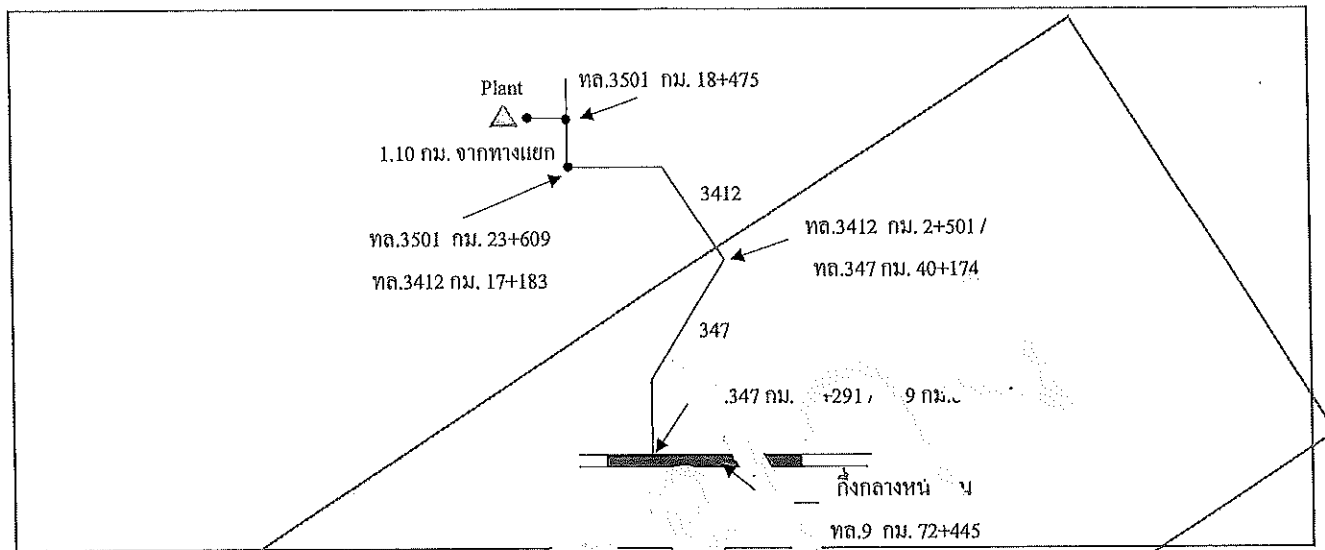 ทล.3501 กม. 18+475
Plant
1.10 กม. จากทางแยก
3412
ทล.3501 กม. 23+609
ทล.3412 กม. 17+183
ทล.3412 กม. 2+501 /
ทล.347 กม. 40+174
347
.347 กม. +291 / 9 กม.
กึ่งกลาง
ทล.9 กม. 72+445